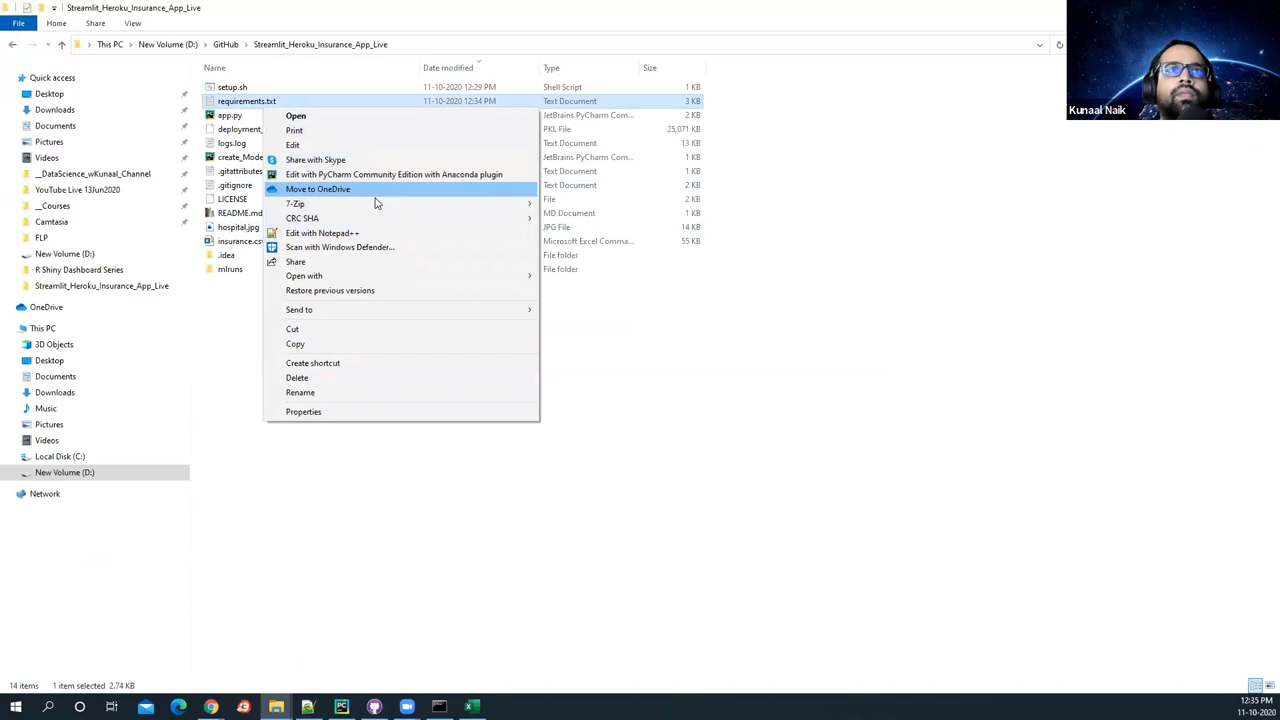 Streamlit_Heroku_Insurance_App_Live
File Home Share View
This PC New Volume (D:) GitHub Streamlit_Heroku_Insurance_App_Live
Name Date modified Type Size
Quick access
Desktop
Downloads
Documents
Pictures
Videos
__DataScience_wKunaal_Channel
YouTube Live 13Jun2020
__Courses
Camtasia
FLP
New Volume (D:)
R Shiny Dashboard Series
Streamlit_Heroku_Insurance_App_Live
OneDrive
This PC
3D Objects
Desktop
Documents
Downloads
Music
Pictures
Videos
Local Disk (C:)
New Volume (D:)
Network
setup.sh 11-10-2020 12:29 PM Shell Script 1 KB
requirements.txt 11-10-2020 12:34 PM Text Document 3 KB
app.py JetBrains PyCharm Com... 2 KB
deployment_ PKL File 25,071 KB
logs.log Text Document 13 KB
create_Mode JetBrains PyCharm Com... 1 KB
.gitattributes Text Document 1 KB
.gitignore Text Document 2 KB
LICENSE File 2 KB
README.md MD Document 2 KB
hospital.jpg JPG File 14 KB
insurance.cs Microsoft Excel Comma... 55 KB
.idea File folder
mlruns File folder
Open
Print
Edit
Share with Skype
Edit with PyCharm Community Edition with Anaconda plugin
Move to OneDrive
7-Zip
CRC SHA
Edit with Notepad++
Scan with Windows Defender...
Share
Open with
Restore previous versions
Send to
Cut
Copy
Create shortcut
Delete
Rename
Properties
Kunaal Naik
14 items 1 item selected 2.74 KB
12:35 PM
11-10-2020